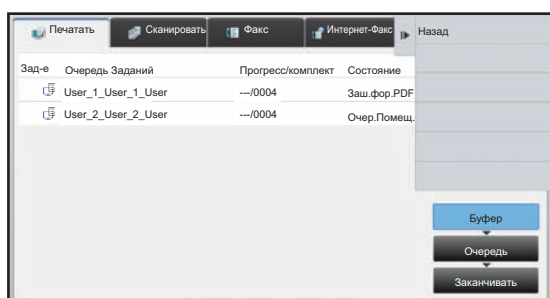 Печатать
Сканировать
Факс
Интернет-Факс
Назад
Зад-е Очередь Заданий Прогресс/комплект Состояние
User_1_User_1_User ---/0004 Заш.фор.PDF
User_2_User_2_User ---/0004 Очер.Помещ.
Буфер
Очередь
Заканчивать